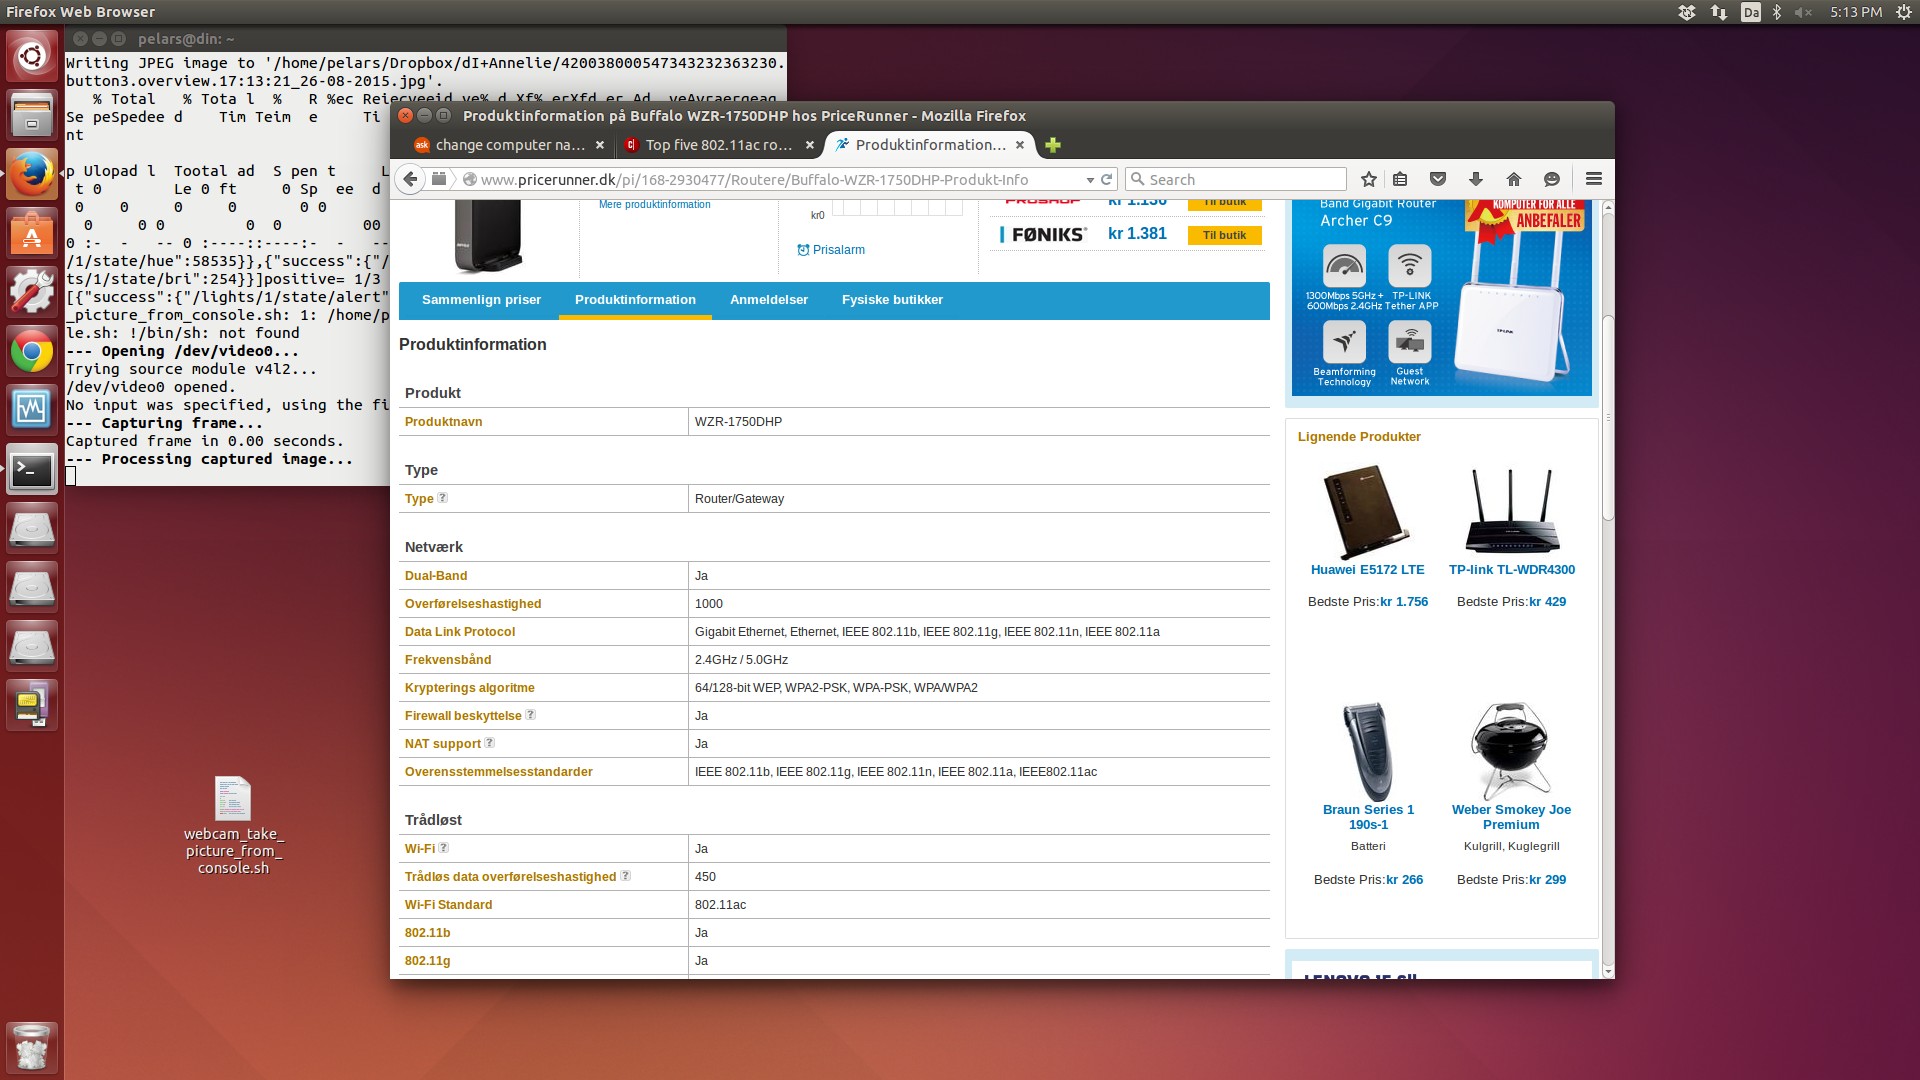 Firefox Web Browser
Da
5:13 PM
pelars@din: ~
Writing JPEG image to '/home/pelars/Dropbox/dI+Annelie/420038000547343232363230.
button3.overview.17:13:21_26-08-2015.jpg'.
% Total % Tota l % R %ec
Se peSpedee d Tim Teim e Ti
nt
p Ulopad l Tootal ad S pen t L
t 0 Le 0 ft 0 Sp ee d
0 0 0 0 0 0
0 0 0 0 0 00
0 :- - -- 0 :----::----:- - --
/1/state/hue":58535}},{"success":{"/
ts/1/state/bri":254}}]positive= 1/3
[{"success":{"/lights/1/state/alert"
_picture_from_console.sh: 1: /home/p
le.sh: !/bin/sh: not found
--- Opening /dev/video0...
Trying source module v4l2...
/dev/video0 opened.
No input was specified, using the fi
--- Capturing frame...
Captured frame in 0.00 seconds.
--- Processing captured image...
webcam_take_
picture_from_
console.sh
Produktinformation på Buffalo WZR-1750DHP hos PriceRunner - Mozilla Firefox
ask change computer na...
Top five 802.11ac ro...
Produktinformation...
www.pricerunner.dk/pi/168-2930477/Routere/Buffalo-WZR-1750DHP-Produkt-Info
Search
Mere produktinformation
kr0
Prisalarm
PROSHOP kr 1.136 Til butik
FØNIKS kr 1.381 Til butik
Sammenlign priser Produktinformation Anmeldelser Fysiske butikker
Produktinformation
Produkt
Produktnavn WZR-1750DHP
Type
Type ? Router/Gateway
Netværk
Dual-Band Ja
Overførelseshastighed 1000
Data Link Protocol Gigabit Ethernet, Ethernet, IEEE 802.11b, IEEE 802.11g, IEEE 802.11n, IEEE 802.11a
Frekvensbånd 2.4GHz / 5.0GHz
Krypterings algoritme 64/128-bit WEP, WPA2-PSK, WPA-PSK, WPA/WPA2
Firewall beskyttelse ? Ja
NAT support ? Ja
Overensstemmelsesstandarder IEEE 802.11b, IEEE 802.11g, IEEE 802.11n, IEEE 802.11a, IEEE802.11ac
Trådløst
Wi-Fi ? Ja
Trådløs data overførelseshastighed ? 450
Wi-Fi Standard 802.11ac
802.11b Ja
802.11g Ja
Band Gigabit Router
Archer C9
KOMPUTER FOR ALLE
ANBEFALER
1300Mbps 5GHz +
600Mbps 2.4GHz
TP-LINK
Tether APP
Beamforming
Technology
Guest
Network
TP-LINK
Lignende Produkter
Huawei E5172 LTE
Bedste Pris:kr 1.756
TP-link TL-WDR4300
Bedste Pris:kr 429
Braun Series 1
190s-1
Batteri
Bedste Pris:kr 266
Weber Smokey Joe
Premium
Kulgrill, Kuglegrill
Bedste Pris:kr 299